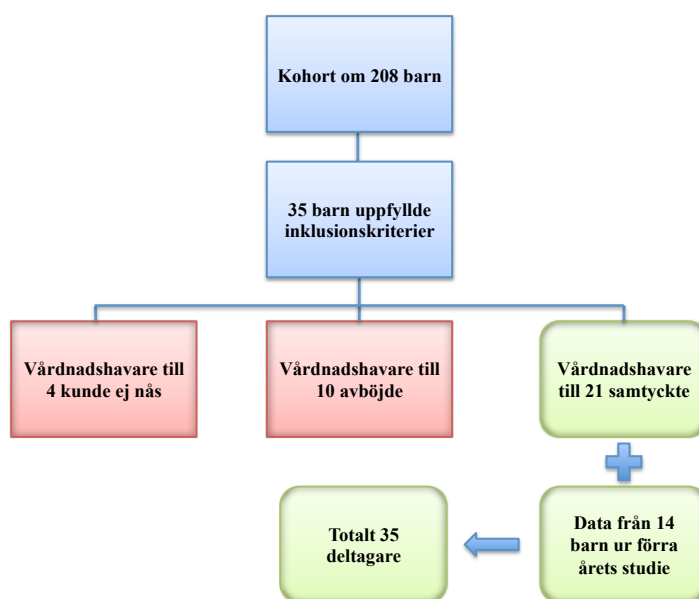 Kohort om 208 barn
35 barn uppfyllde
inklusionskriterier
Vårdnadshavare till
4 kunde ej nås
Vårdnadshavare till
10 avböjde
Vårdnadshavare
till 21 samtyckte
Totalt 35
deltagare
Data från 14
barn ur förra
årets studie